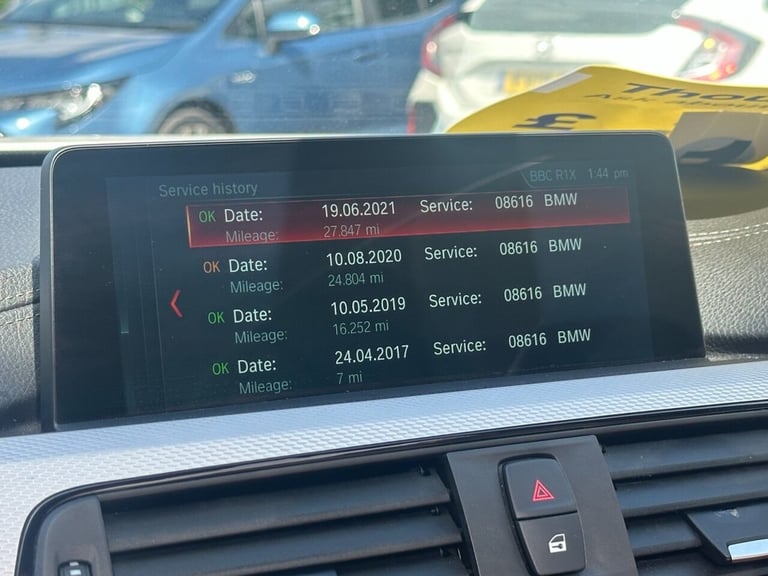 BBC R1X 1:44 pm
Service history
OK Date: 19.06.2021 Service: 08616 BMW
Mileage: 27.847 mi
OK Date: 10.08.2020 Service: 08616 BMW
Mileage: 24.804 mi
OK Date: 10.05.2019 Service: 08616 BMW
Mileage: 16.252 mi
OK Date: 24.04.2017 Service: 08616 BMW
Mileage: 7 mi
£